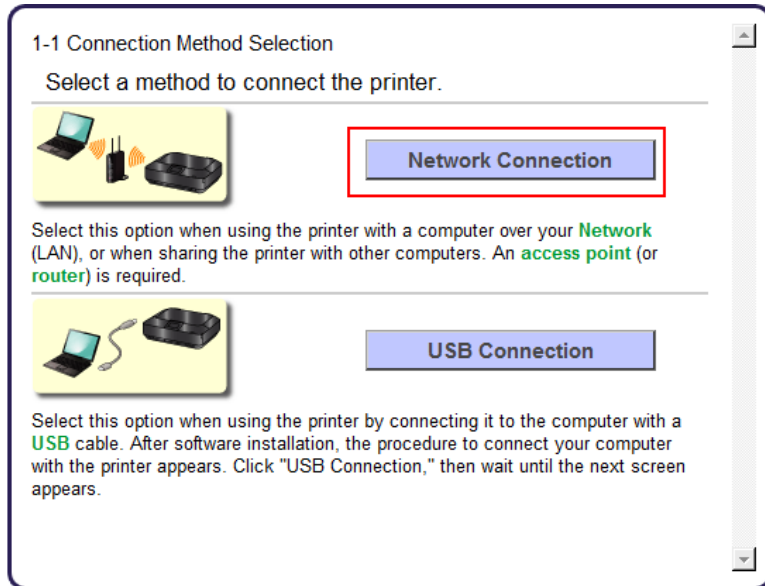 1-1 Connection Method Selection
Select a method to connect the printer.
Network Connection
Select this option when using the printer with a computer over your Network
(LAN), or when sharing the printer with other computers. An access point (or
router) is required.
USB Connection
Select this option when using the printer by connecting it to the computer with a
USB cable. After software installation, the procedure to connect your computer
with the printer appears. Click "USB Connection," then wait until the next screen
appears.